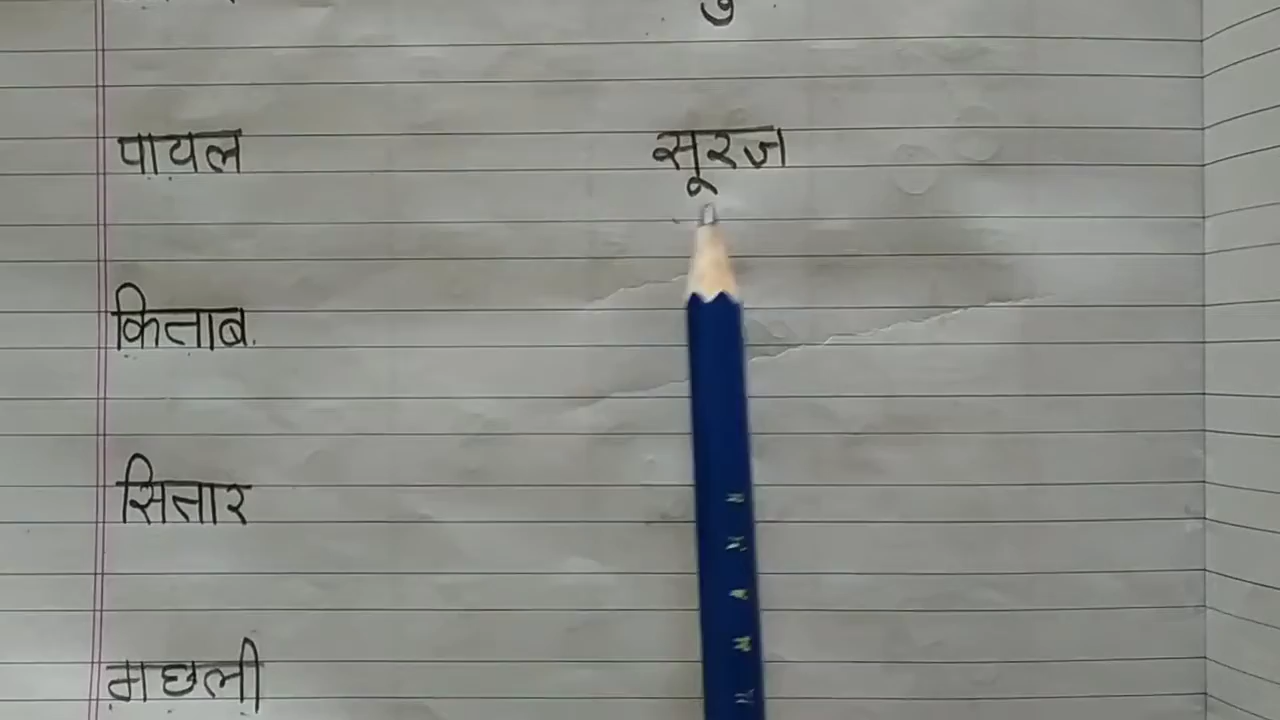 पायल सूरज
किताब
सितार
मछली